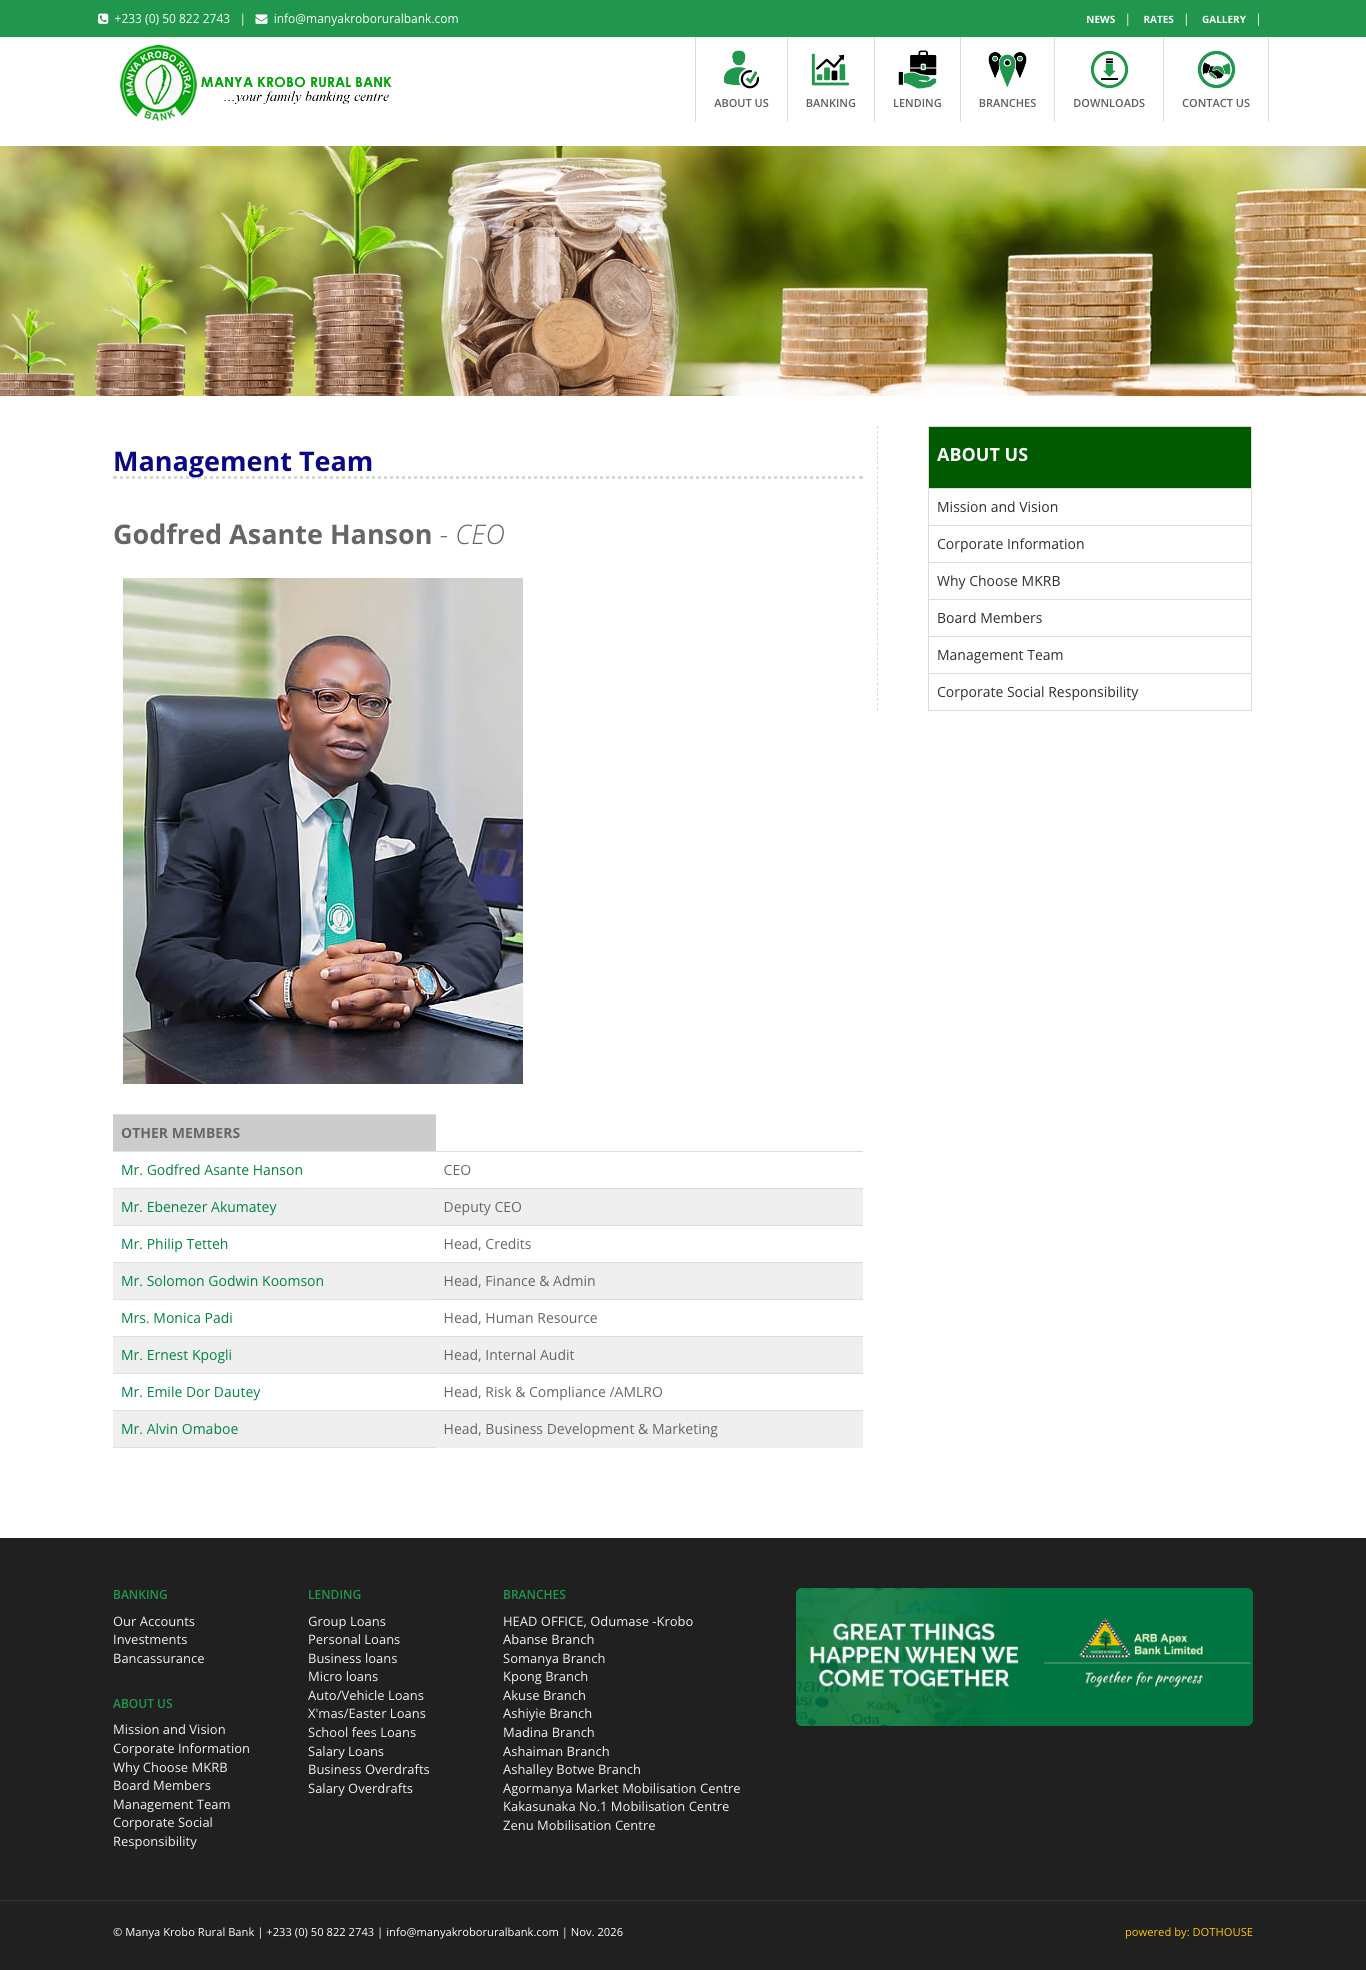 +233 (0) 50 822 2743 | info@manyakroboruralbank.com
NEWS | RATES | GALLERY |
MANYA KROBO RURAL
BANK
MANYA KROBO RURAL BANK
...your family banking centre
ABOUT US
BANKING
LENDING
BRANCHES
DOWNLOADS
CONTACT US
Management Team
Godfred Asante Hanson - CEO
OTHER MEMBERS
Mr. Godfred Asante Hanson CEO
Mr. Ebenezer Akumatey Deputy CEO
Mr. Philip Tetteh Head, Credits
Mr. Solomon Godwin Koomson Head, Finance & Admin
Mrs. Monica Padi Head, Human Resource
Mr. Ernest Kpogli Head, Internal Audit
Mr. Emile Dor Dautey Head, Risk & Compliance /AMLRO
Mr. Alvin Omaboe Head, Business Development & Marketing
ABOUT US
Mission and Vision
Corporate Information
Why Choose MKRB
Board Members
Management Team
Corporate Social Responsibility
BANKING
Our Accounts
Investments
Bancassurance
ABOUT US
Mission and Vision
Corporate Information
Why Choose MKRB
Board Members
Management Team
Corporate Social
Responsibility
LENDING
Group Loans
Personal Loans
Business loans
Micro loans
Auto/Vehicle Loans
X'mas/Easter Loans
School fees Loans
Salary Loans
Business Overdrafts
Salary Overdrafts
BRANCHES
HEAD OFFICE, Odumase -Krobo
Abanse Branch
Somanya Branch
Kpong Branch
Akuse Branch
Ashiyie Branch
Madina Branch
Ashaiman Branch
Ashalley Botwe Branch
Agormanya Market Mobilisation Centre
Kakasunaka No.1 Mobilisation Centre
Zenu Mobilisation Centre
LAKE
GREAT THINGS
HAPPEN WHEN WE
COME TOGETHER
Oda
ARB Apex
Bank Limited
Together for progress
© Manya Krobo Rural Bank | +233 (0) 50 822 2743 | info@manyakroboruralbank.com | Nov. 2026
powered by: DOTHOUSE